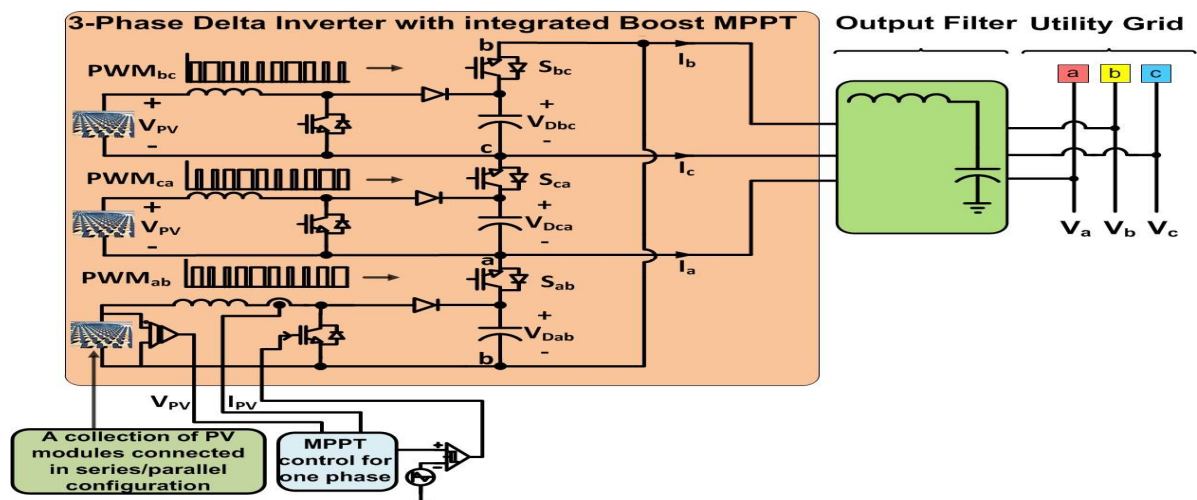 3-Phase Delta Inverter with integrated Boost MPPT
Output Filter
Utility Grid
b
PWMbc
Sbc
Ib
a
b
c
+
VPV
-
+
VDbc
-
c
PWMca
Sca
Ic
+
VPV
-
+
VDca
-
a
PWMab
Sab
Ia
Va
Vb
Vc
+
VDab
-
b
VPV
IPV
A collection of PV
modules connected
in series/parallel
configuration
MPPT
control for
one phase
+
-